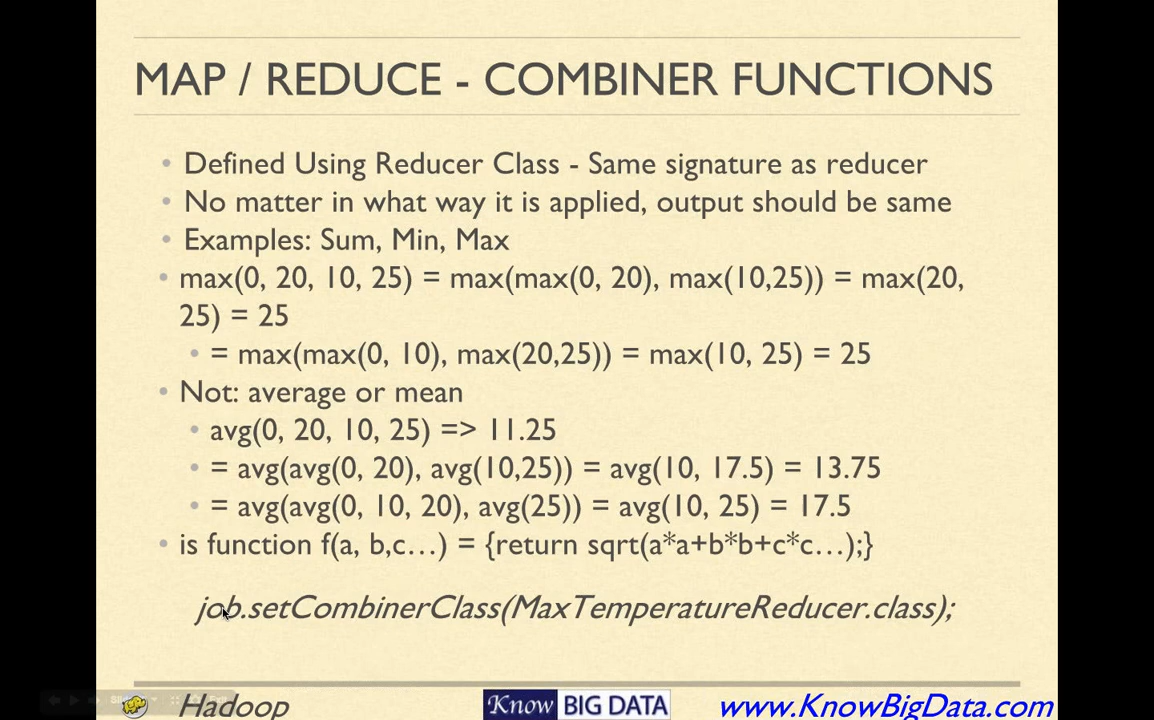 MAP / REDUCE - COMBINER FUNCTIONS
• Defined Using Reducer Class - Same signature as reducer
• No matter in what way it is applied, output should be same
• Examples: Sum, Min, Max
• max(0, 20, 10, 25) = max(max(0, 20), max(10,25)) = max(20,
25) = 25
• = max(max(0, 10), max(20,25)) = max(10, 25) = 25
• Not: average or mean
• avg(0, 20, 10, 25) => 11.25
• = avg(avg(0, 20), avg(10,25)) = avg(10, 17.5) = 13.75
• = avg(avg(0, 10, 20), avg(25)) = avg(10, 25) = 17.5
• is function f(a, b,c…) = {return sqrt(a*a+b*b+c*c…);}
job.setCombinerClass(MaxTemperatureReducer.class);
Hadoop
Know BIG DATA
www.KnowBigData.com